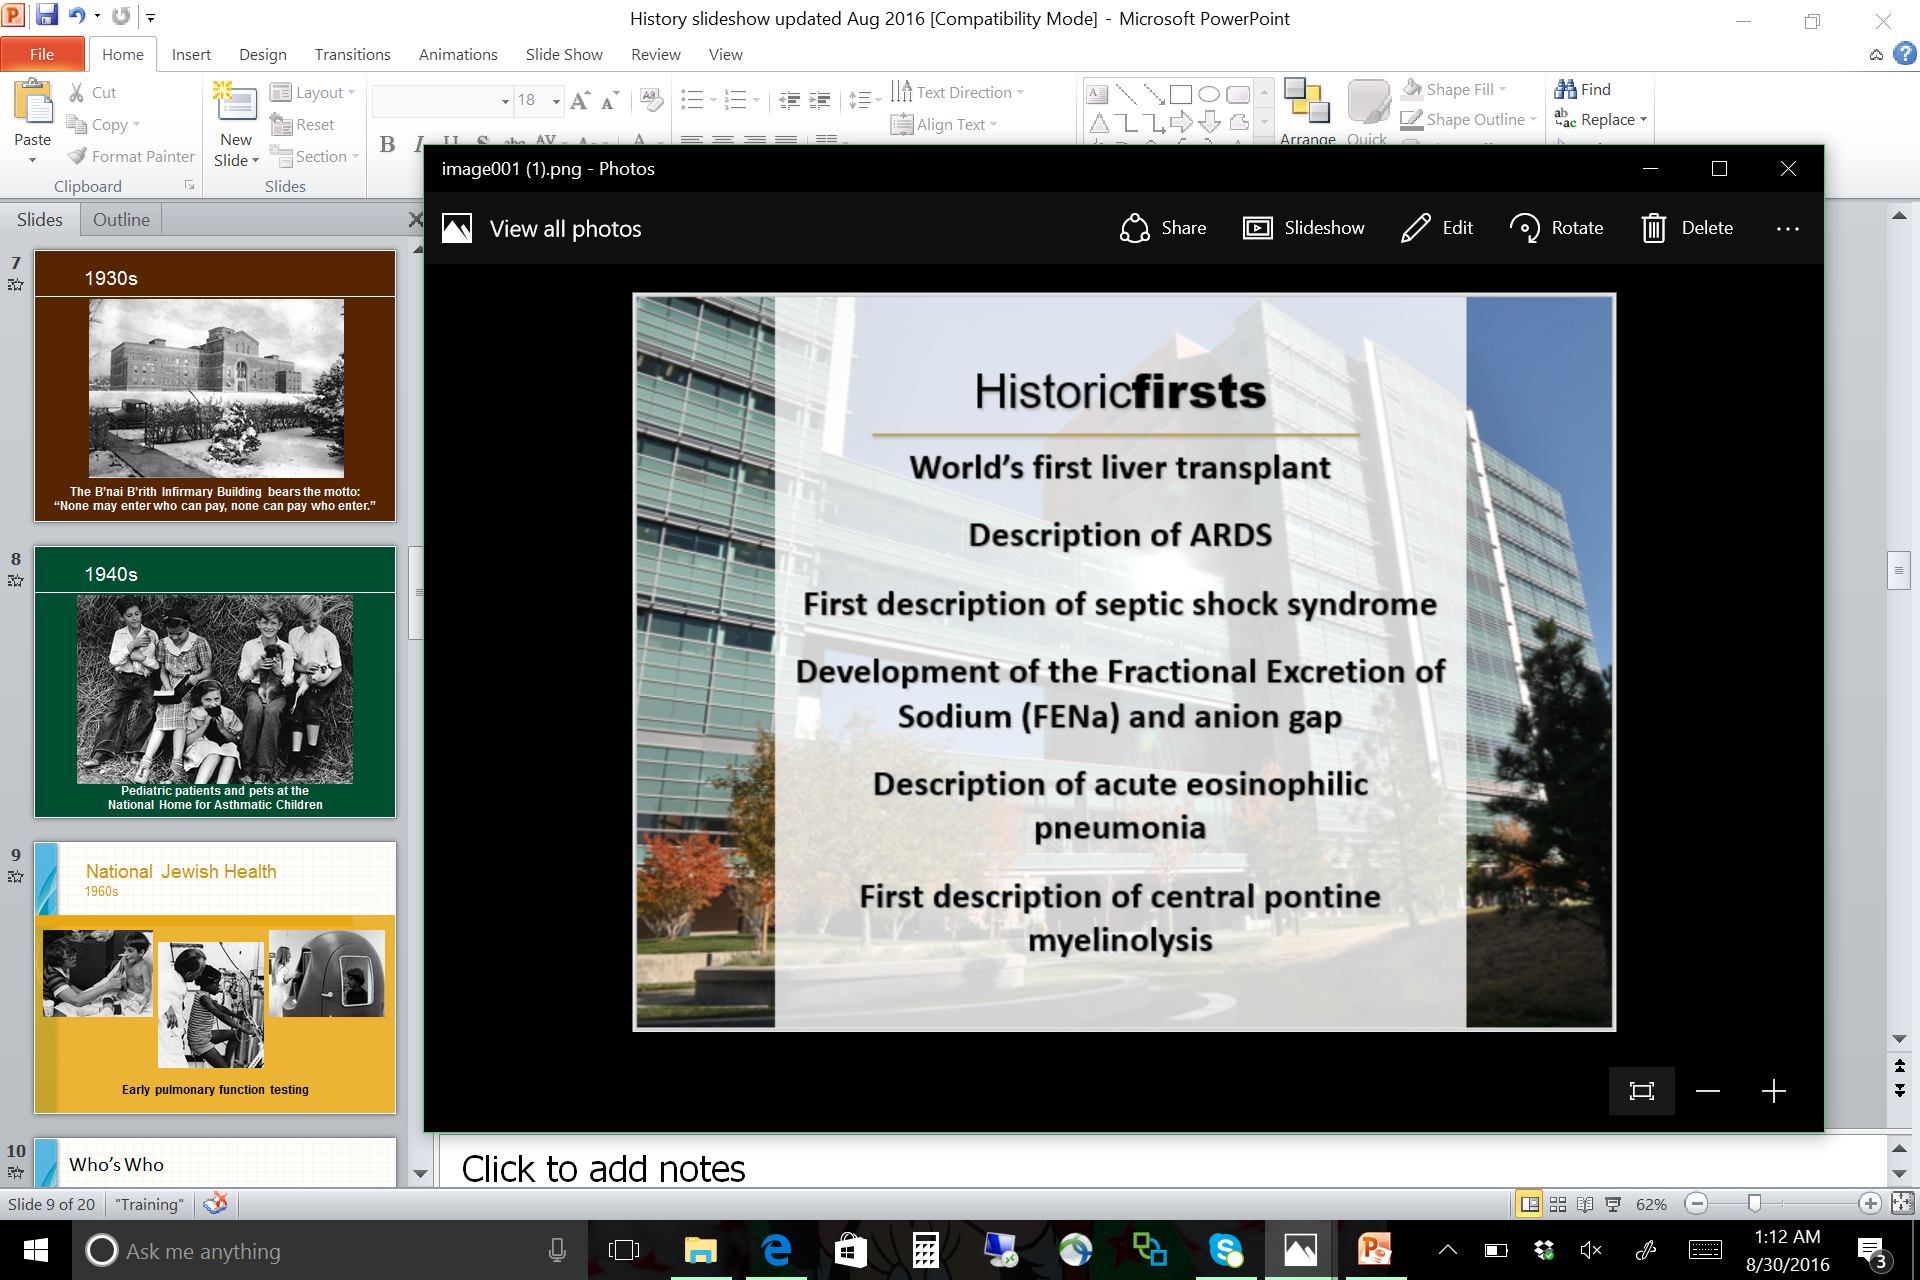 History slideshow updated Aug 2016 [Compatibility Mode] - Microsoft PowerPoint
File Home Insert Design Transitions Animations Slide Show Review View
Paste
Cut
Copy
Format Painter
Clipboard
New
Slide
Layout
Reset
Section
Slides
18
B
Text Direction
Align Text
Arrange
Quick
Shape Fill
Shape Outline
Find
Replace
Slides Outline
7
1930s
The B'nai B'rith Infirmary Building bears the motto:
"None may enter who can pay, none can pay who enter."
8
1940s
Pediatric patients and pets at the
National Home for Asthmatic Children
9
National Jewish Health
1960s
Early pulmonary function testing
10
Who's Who
image001 (1).png - Photos
View all photos
Share Slideshow Edit Rotate Delete
Historicfirsts
World's first liver transplant
Description of ARDS
First description of septic shock syndrome
Development of the Fractional Excretion of
Sodium (FENa) and anion gap
Description of acute eosinophilic
pneumonia
First description of central pontine
myelinolysis
Click to add notes
Slide 9 of 20 "Training" 62%
Ask me anything
1:12 AM
8/30/2016
3